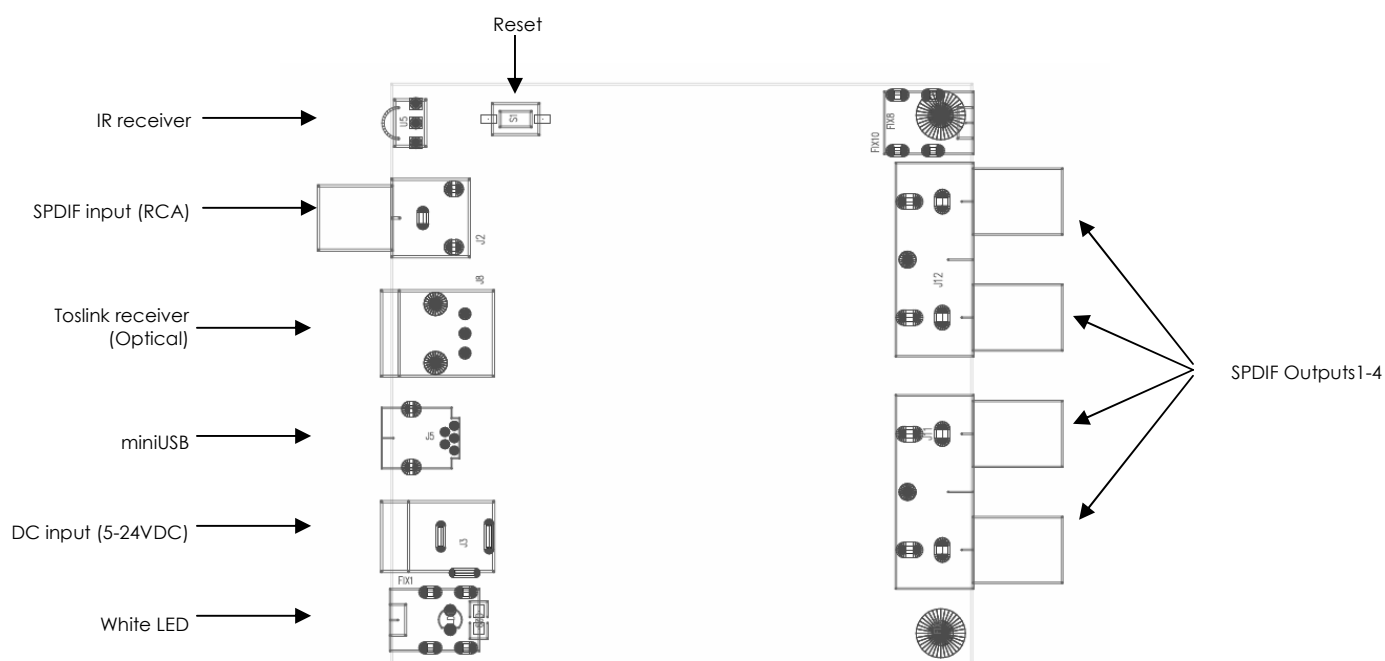 Reset
IR receiver
U5
S1
FIX8
FIX10
SPDIF input (RCA)
J2
J8
J12
Toslink receiver
(Optical)
SPDIF Outputs1-4
miniUSB
J5
J11
DC input (5-24VDC)
J3
FIX1
White LED